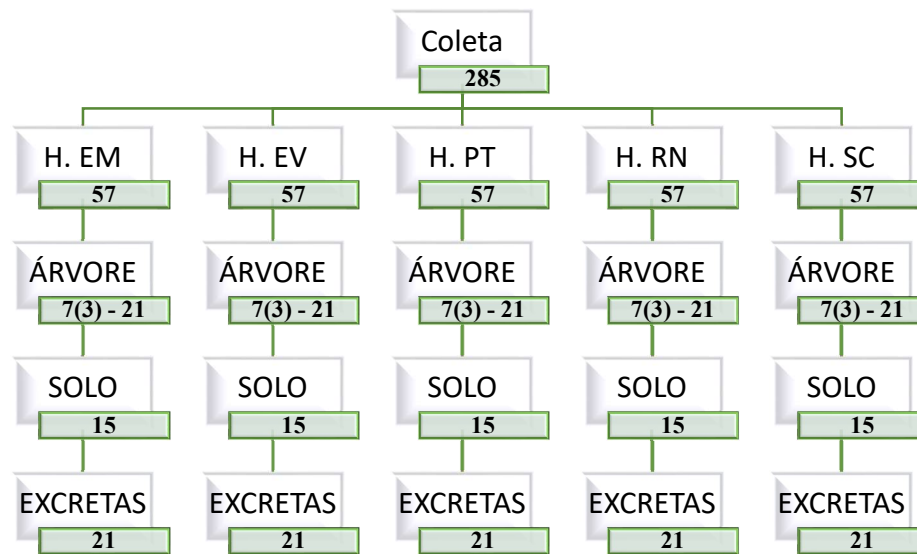 Coleta
285
H. EM
H. EV
H. PT
H. RN
H. SC
57
57
57
57
57
ÁRVORE
ÁRVORE
ÁRVORE
ÁRVORE
ÁRVORE
7(3) - 21
7(3) - 21
7(3) - 21
7(3) - 21
7(3) - 21
SOLO
SOLO
SOLO
SOLO
SOLO
15
15
15
15
15
EXCRETAS
EXCRETAS
EXCRETAS
EXCRETAS
EXCRETAS
21
21
21
21
21